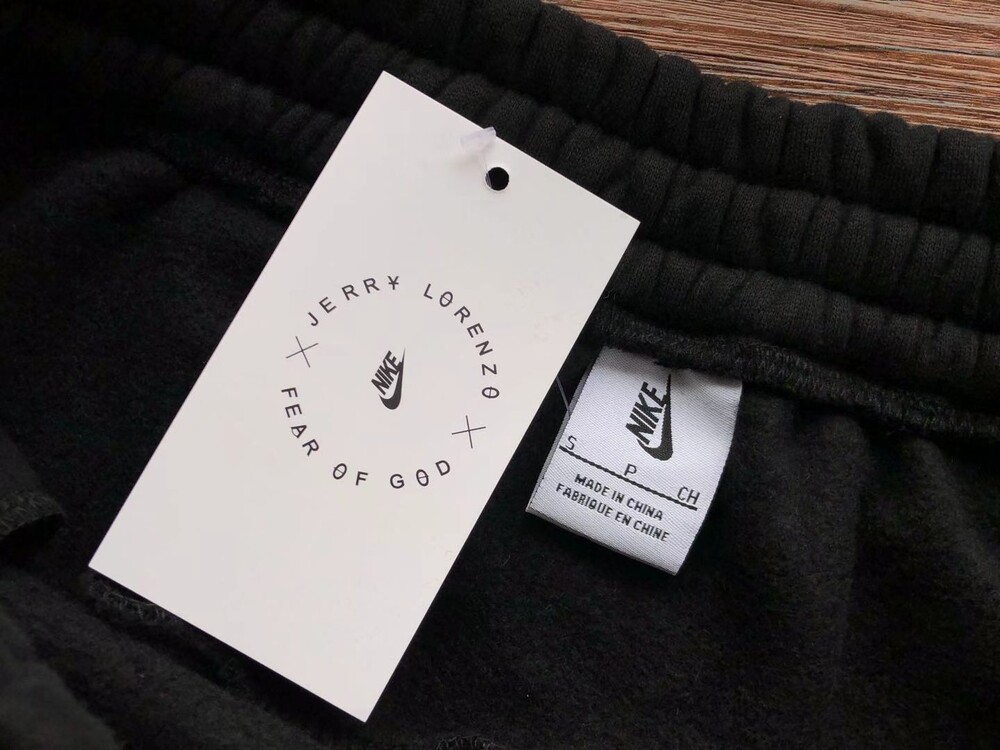 JERRY LORENZO
NIKE
FEAR OF GOD
NIKE
S P CH
MADE IN CHINA
FABRIQUE EN CHINE